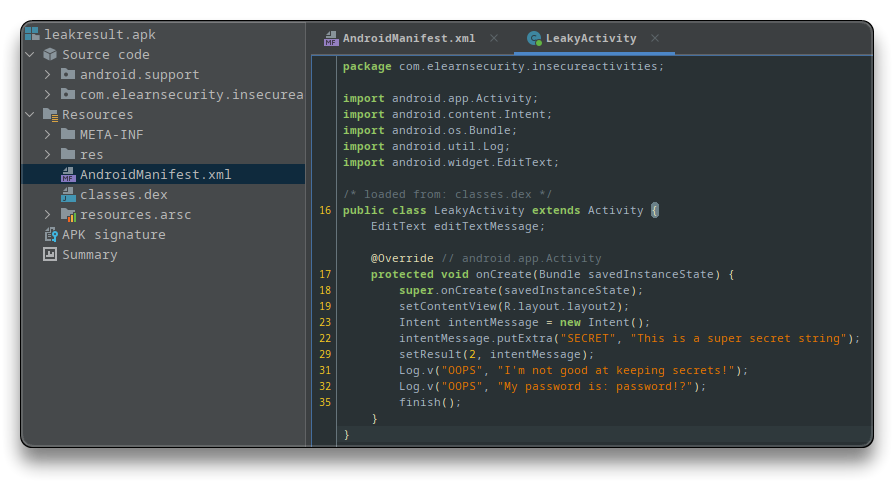 leakresult.apk
Source code
android.support
com.elearnsecurity.insecurea
Resources
META-INF
res
AndroidManifest.xml
classes.dex
resources.arsc
APK signature
Summary
AndroidManifest.xml
LeakyActivity
package com.elearnsecurity.insecureactivities;
import android.app.Activity;
import android.content.Intent;
import android.os.Bundle;
import android.util.Log;
import android.widget.EditText;
/* loaded from: classes.dex */
16 public class LeakyActivity extends Activity {
EditText editTextMessage;
@Override // android.app.Activity
17 protected void onCreate(Bundle savedInstanceState) {
18 super.onCreate(savedInstanceState);
19 setContentView(R.layout.layout2);
23 Intent intentMessage = new Intent();
22 intentMessage.putExtra("SECRET", "This is a super secret string");
29 setResult(2, intentMessage);
31 Log.v("OOPS", "I'm not good at keeping secrets!");
32 Log.v("OOPS", "My password is: password!?");
35 finish();
}
}